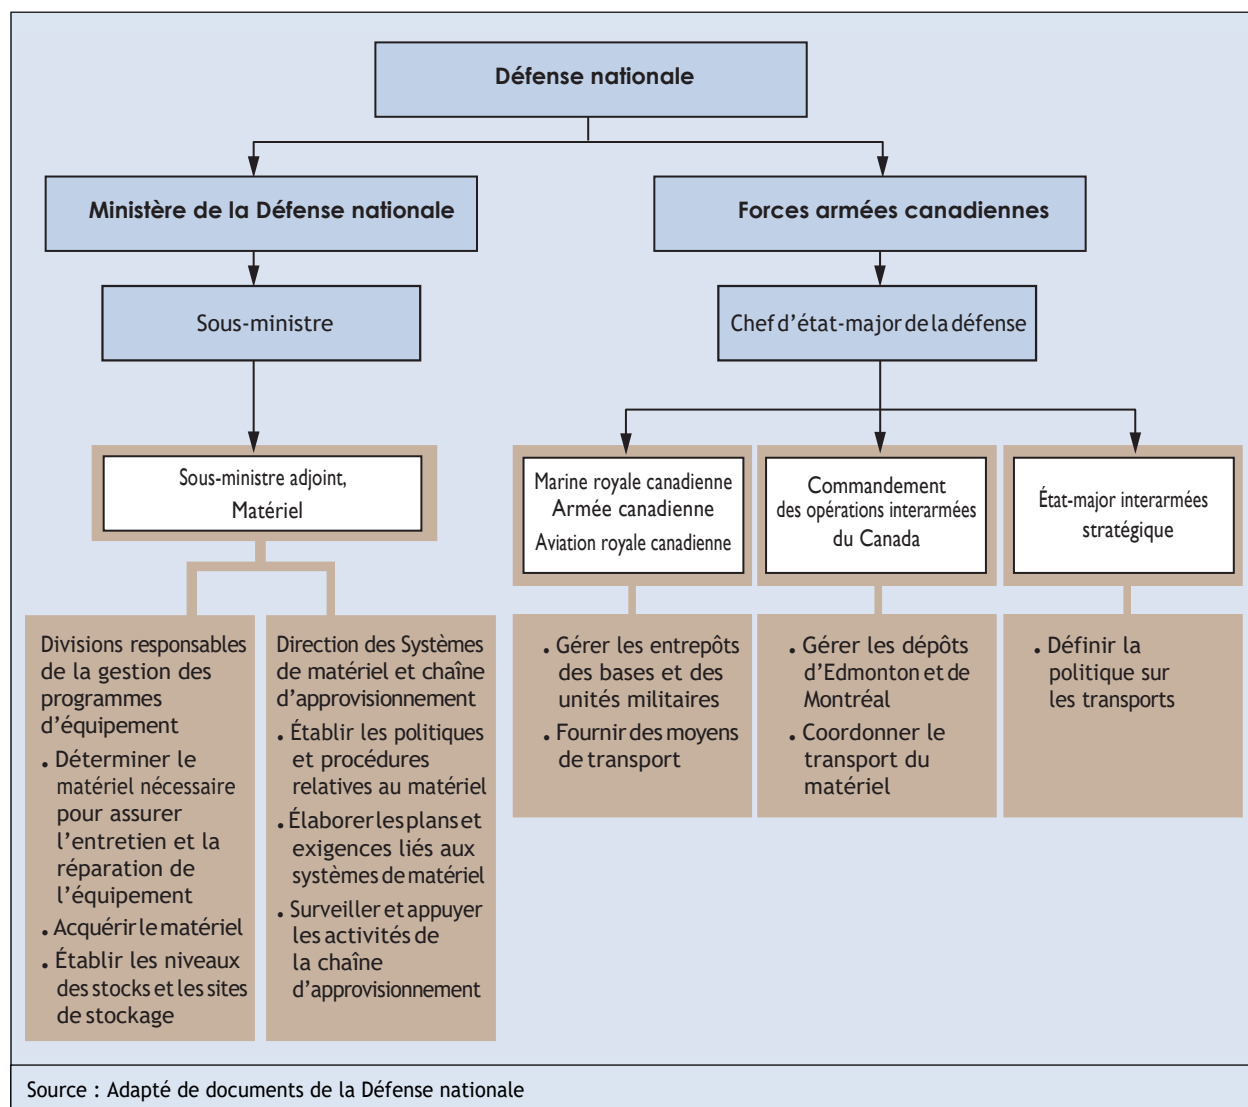 Défense nationale
Ministère de la Défense nationale
Forces armées canadiennes
Sous-ministre
Chef d'état-major de la défense
Sous-ministre adjoint,
Matériel
Marine royale canadienne
Armée canadienne
Aviation royale canadienne
Commandement
des opérations interarmées
du Canada
État-major interarmées
stratégique
Divisions responsables
de la gestion des
programmes
d'équipement
. Déterminer le
matériel nécessaire
pour assurer
l'entretien et la
réparation de
l'équipement
. Acquérir le matériel
. Établir les niveaux
des stocks et les sites
de stockage
Direction des Systèmes
de matériel et chaîne
d'approvisionnement
. Établir les politiques
et procédures
relatives au matériel
. Élaborer les plans et
exigences liés aux
systèmes de matériel
. Surveiller et appuyer
les activités de
la chaîne
d'approvisionnement
. Gérer les entrepôts
des bases et des
unités militaires
. Fournir des moyens
de transport
. Gérer les dépôts
d'Edmonton et de
Montréal
. Coordonner le
transport du
matériel
. Définir la
politique sur
les transports
Source : Adapté de documents de la Défense nationale